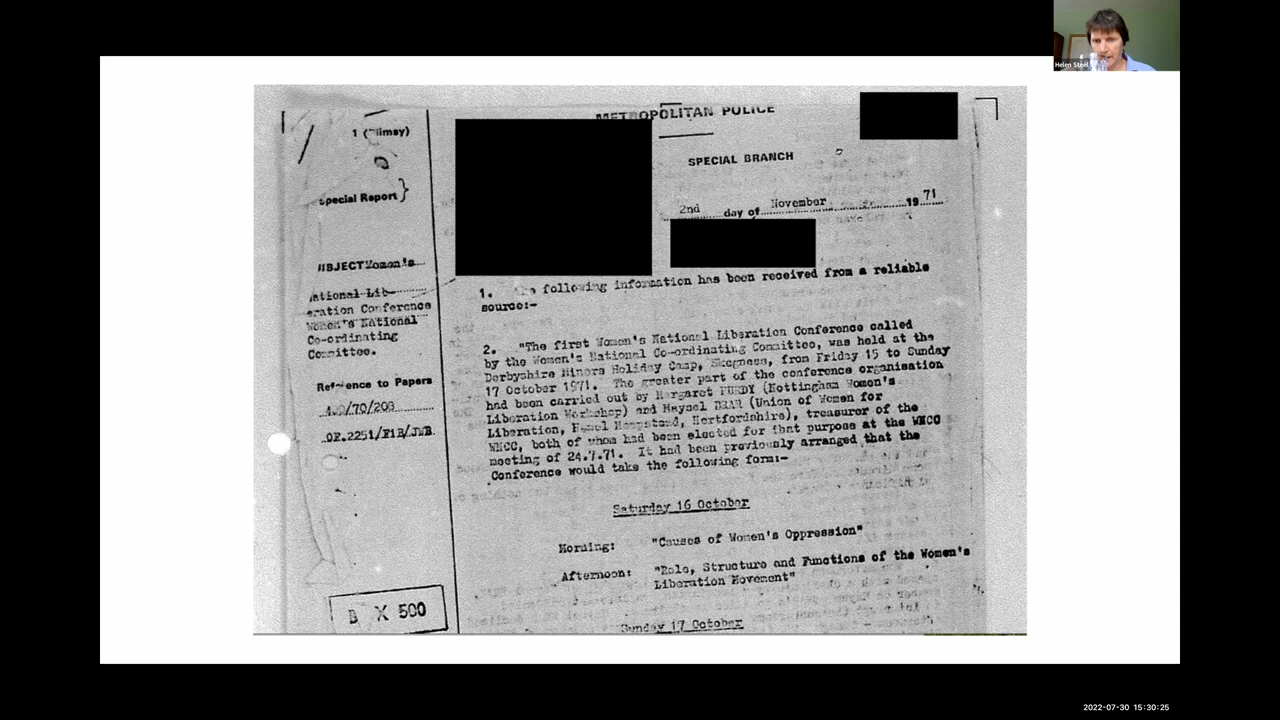 Helen Steel
METROPOLITAN POLICE
SPECIAL BRANCH
2nd day of November 1971
1 (Flimsy)
Special Report}
SUBJECT Women's
National Lib-
eration Conference
Women's National
Co-ordinating
Committee.
Reference to Papers
400/70/208
OF.2251/F1B/JWB
B X 500
1. The following information has been received from a reliable
source:-
2. "The first Women's National Liberation Conference called
by the Women's National Co-ordinating Committee, was held at the
Derbyshire Miners Holiday Camp, Skegness, from Friday 15 to Sunday
17 October 1971. The greater part of the conference organisation
had been carried out by Margaret PURDY (Nottingham Women's
Liberation Workshop) and Maysel BRAR (Union of Women for
Liberation, Hemel Hempstead, Hertfordshire), treasurer of the
WNCC, both of whom had been elected for that purpose at the WNCC
meeting of 24.7.71. It had been previously arranged that the
Conference would take the following form:-
Saturday 16 October
Morning: "Causes of Women's Oppression"
Afternoon: "Role, Structure and Functions of the Women's
Liberation Movement"
Sunday 17 October
2022-07-30 15:30:25